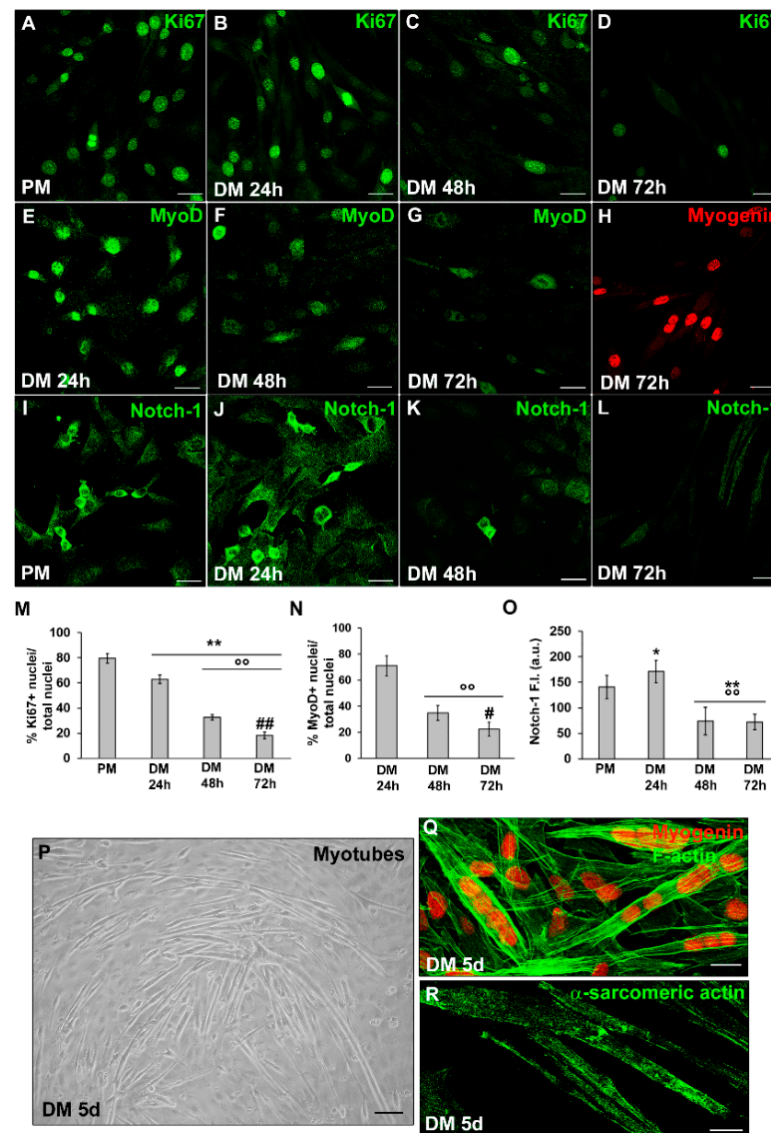 A Ki67
PM
B Ki67
DM 24h
C Ki67
DM 48h
D Ki67
DM 72h
E MyoD
DM 24h
F MyoD
DM 48h
G MyoD
DM 72h
H Myogenin
DM 72h
I Notch-1
PM
J Notch-1
DM 24h
K Notch-1
DM 48h
L Notch-
DM 72h
M
% Ki67+ nuclei/
total nuclei
100
80
60
40
20
0
**
°°
##
PM
DM
24h
DM
48h
DM
72h
N
% MyoD+ nuclei/
total nuclei
100
80
60
40
20
0
°°
#
DM
24h
DM
48h
DM
72h
O
Notch-1 F.I. (a.u.)
250
200
150
100
50
0
*
**
°°
PM
DM
24h
DM
48h
DM
72h
P Myotubes
DM 5d
Q Myogenin
F-actin
DM 5d
R α-sarcomeric actin
DM 5d